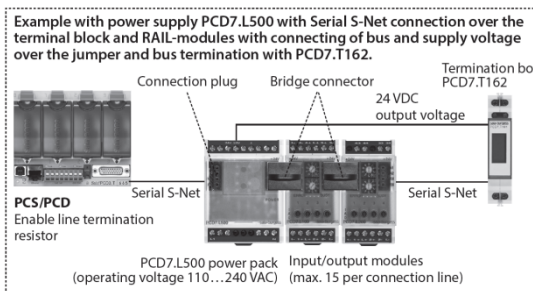 Example with power supply PCD7.L500 with Serial S-Net connection over the
terminal block and RAIL-modules with connecting of bus and supply voltage
over the jumper and bus termination with PCD7.T162.
Termination bo
PCD7.T162
Connection plug
Bridge connector
24 VDC
output voltage
Serial S-Net
Serial S-Net
PCS/PCD
Enable line termination
resistor
PCD7.L500 power pack
(operating voltage 110...240 VAC)
Input/output modules
(max. 15 per connection line)